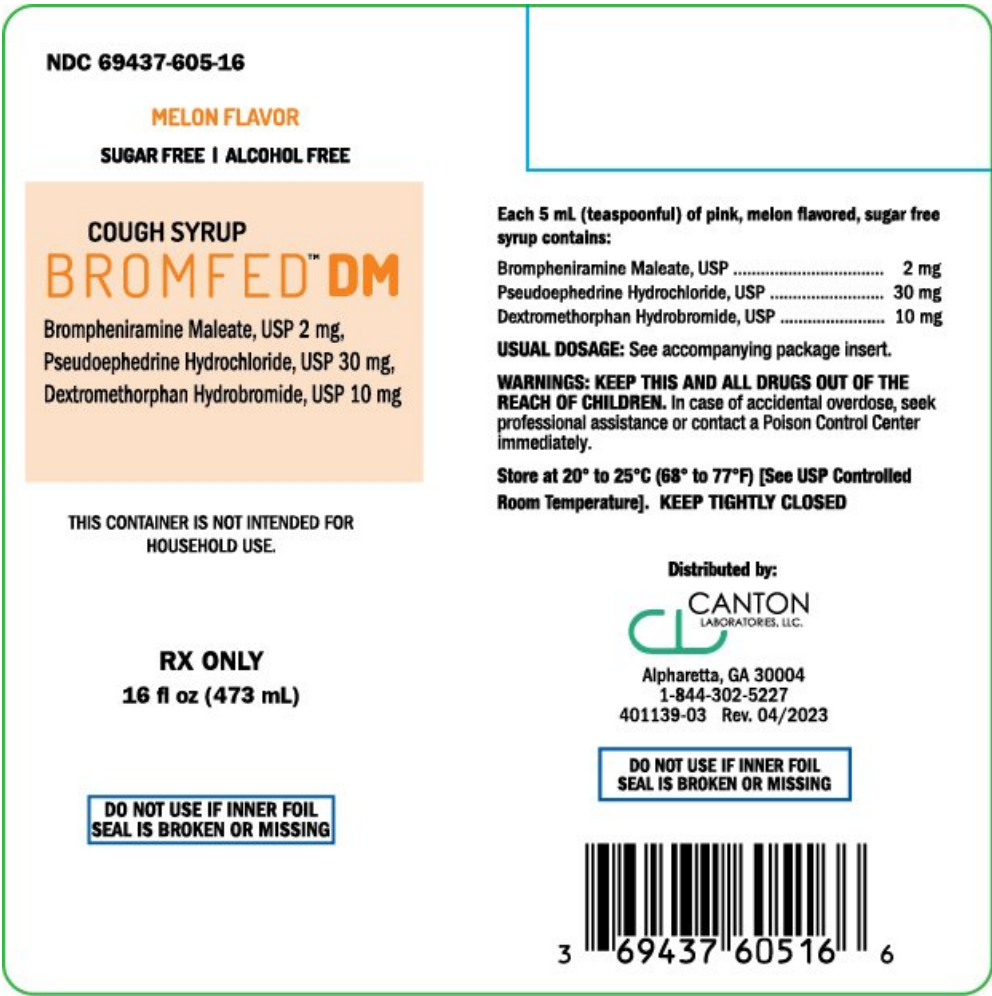 NDC 69437-605-16
MELON FLAVOR
SUGAR FREE | ALCOHOL FREE
COUGH SYRUP
BROMFED™ DM
Brompheniramine Maleate, USP 2 mg,
Pseudoephedrine Hydrochloride, USP 30 mg,
Dextromethorphan Hydrobromide, USP 10 mg
THIS CONTAINER IS NOT INTENDED FOR
HOUSEHOLD USE.
RX ONLY
16 fl oz (473 mL)
DO NOT USE IF INNER FOIL
SEAL IS BROKEN OR MISSING
Each 5 mL (teaspoonful) of pink, melon flavored, sugar free
syrup contains:
Brompheniramine Maleate, USP .................................. 2 mg
Pseudoephedrine Hydrochloride, USP ......................... 30 mg
Dextromethorphan Hydrobromide, USP ....................... 10 mg
USUAL DOSAGE: See accompanying package insert.
WARNINGS: KEEP THIS AND ALL DRUGS OUT OF THE
REACH OF CHILDREN. In case of accidental overdose, seek
professional assistance or contact a Poison Control Center
immediately.
Store at 20° to 25°C (68° to 77°F) [See USP Controlled
Room Temperature]. KEEP TIGHTLY CLOSED
Distributed by:
CANTON
LABORATORIES, LLC.
Alpharetta, GA 30004
1-844-302-5227
401139-03 Rev. 04/2023
DO NOT USE IF INNER FOIL
SEAL IS BROKEN OR MISSING
3 69437 60516 6